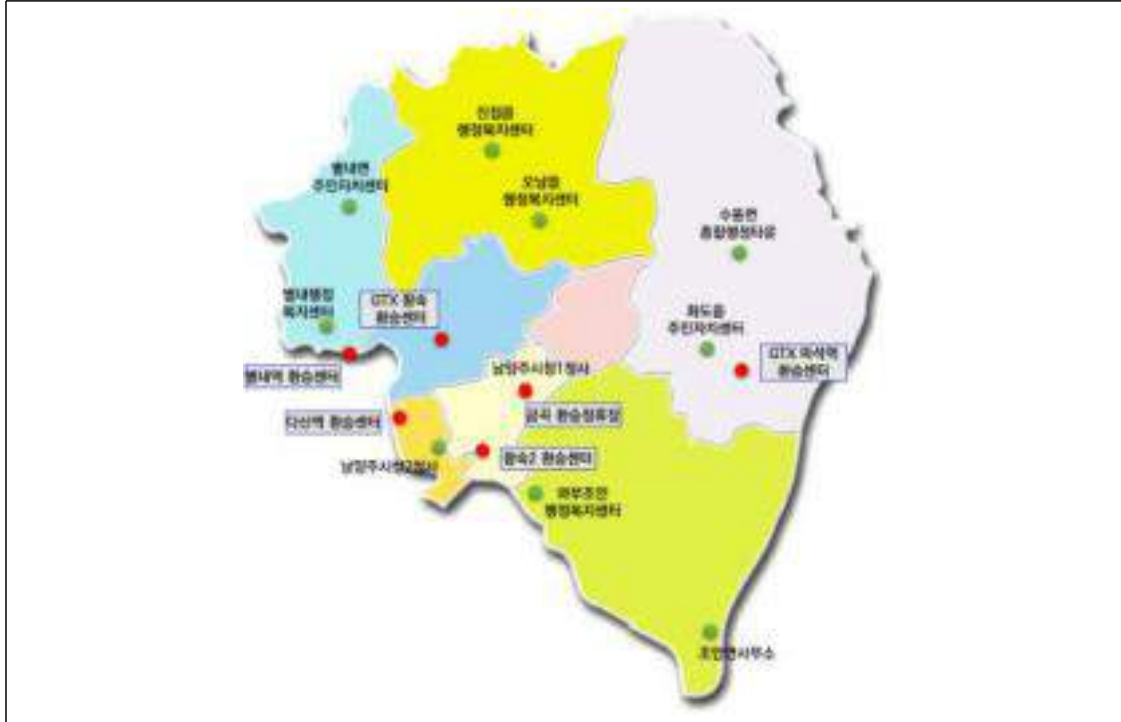 진접읍
행정복지센터
별내면
주민자치센터
오남읍
행정복지센터
수동면
종합행정타운
별내행정
복지센터
GTX 왕숙
환승센터
화도읍
주민자치센터
GTX 마석역
환승센터
별내역 환승센터
남양주시청1청사
다산역 환승센터
금곡 환승정류장
남양주시청2청사
왕숙2 환승센터
와부조안
행정복지센터
조안면사무소